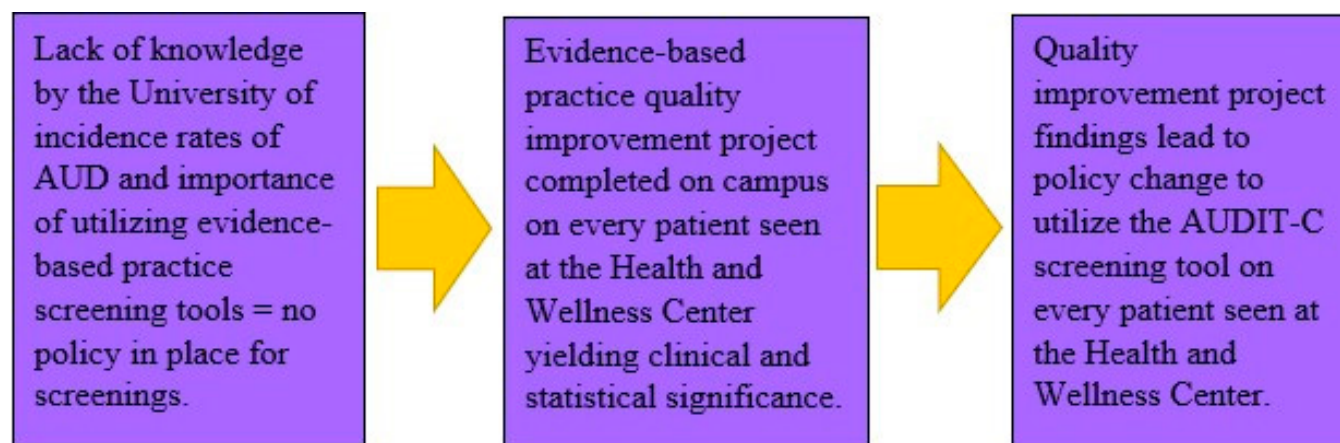 Lack of knowledge
by the University of
incidence rates of
AUD and importance
of utilizing evidence-
based practice
screening tools = no
policy in place for
screenings.
Evidence-based
practice quality
improvement project
completed on campus
on every patient seen
at the Health and
Wellness Center
yielding clinical and
statistical significance.
Quality
improvement project
findings lead to
policy change to
utilize the AUDIT-C
screening tool on
every patient seen at
the Health and
Wellness Center.